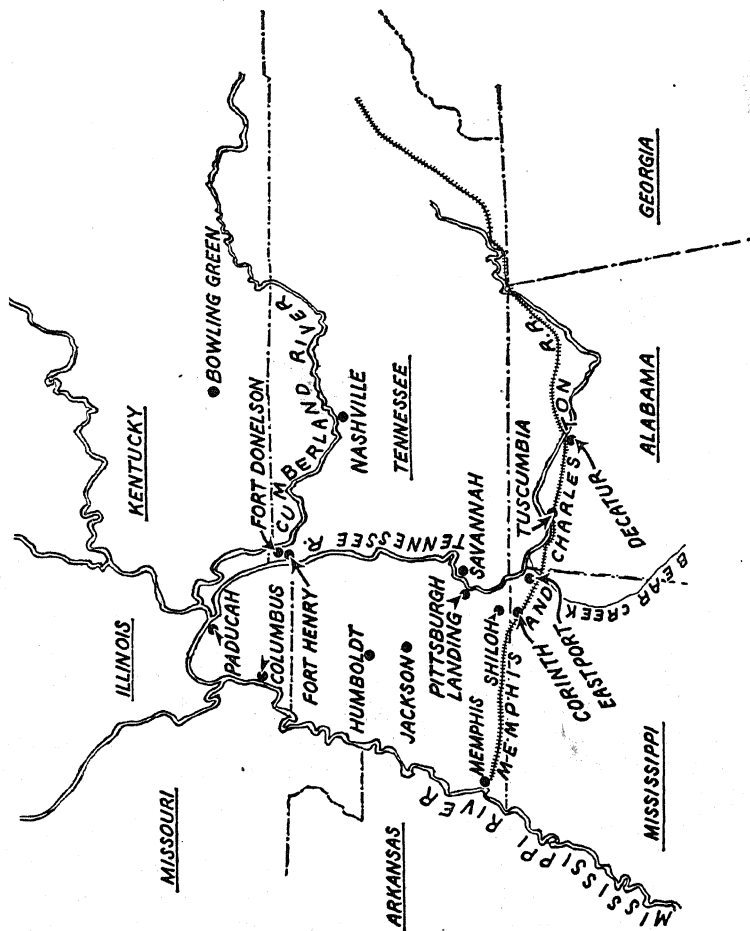 ILLINOIS
KENTUCKY
MISSOURI
ARKANSAS
TENNESSEE
MISSISSIPPI
ALABAMA
GEORGIA
BOWLING GREEN
PADUCAH
COLUMBUS
FORT DONELSON
FORT HENRY
CUMBERLAND RIVER
NASHVILLE
TENNESSEE R.
HUMBOLDT
JACKSON
SAVANNAH
PITTSBURGH
LANDING
SHILOH
MEMPHIS
MEMPHIS AND CHARLESTON R.R.
TUSCUMBIA
DECATUR
CORINTH
EASTPORT
BEAR CREEK
MISSISSIPPI RIVER